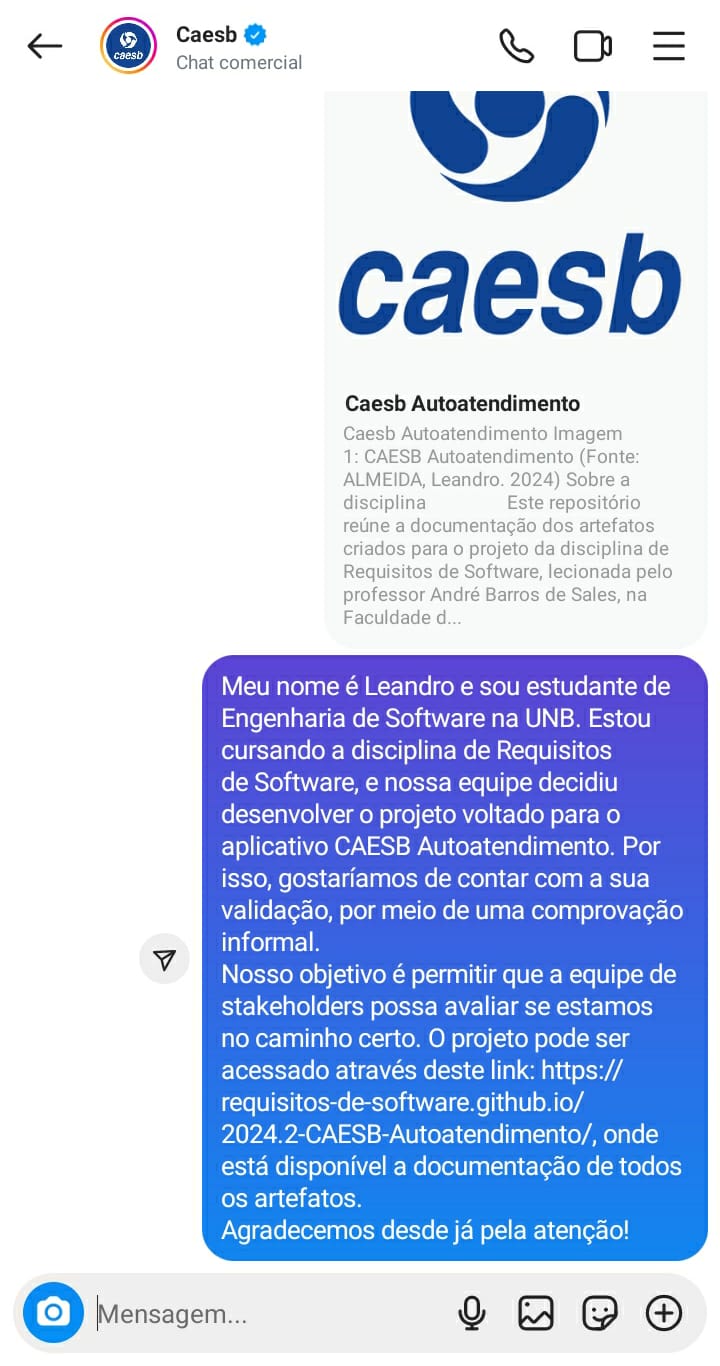 Caesb
caesb
Chat comercial
caesb
Caesb Autoatendimento
Caesb Autoatendimento Imagem
1: CAESB Autoatendimento (Fonte:
ALMEIDA, Leandro. 2024) Sobre a
disciplina Este repositório
reúne a documentação dos artefatos
criados para o projeto da disciplina de
Requisitos de Software, lecionada pelo
professor André Barros de Sales, na
Faculdade d...
Meu nome é Leandro e sou estudante de
Engenharia de Software na UNB. Estou
cursando a disciplina de Requisitos
de Software, e nossa equipe decidiu
desenvolver o projeto voltado para o
aplicativo CAESB Autoatendimento. Por
isso, gostaríamos de contar com a sua
validação, por meio de uma comprovação
informal.
Nosso objetivo é permitir que a equipe de
stakeholders possa avaliar se estamos
no caminho certo. O projeto pode ser
acessado através deste link: https://
requisitos-de-software.github.io/
2024.2-CAESB-Autoatendimento/, onde
está disponível a documentação de todos
os artefatos.
Agradecemos desde já pela atenção!
Mensagem...